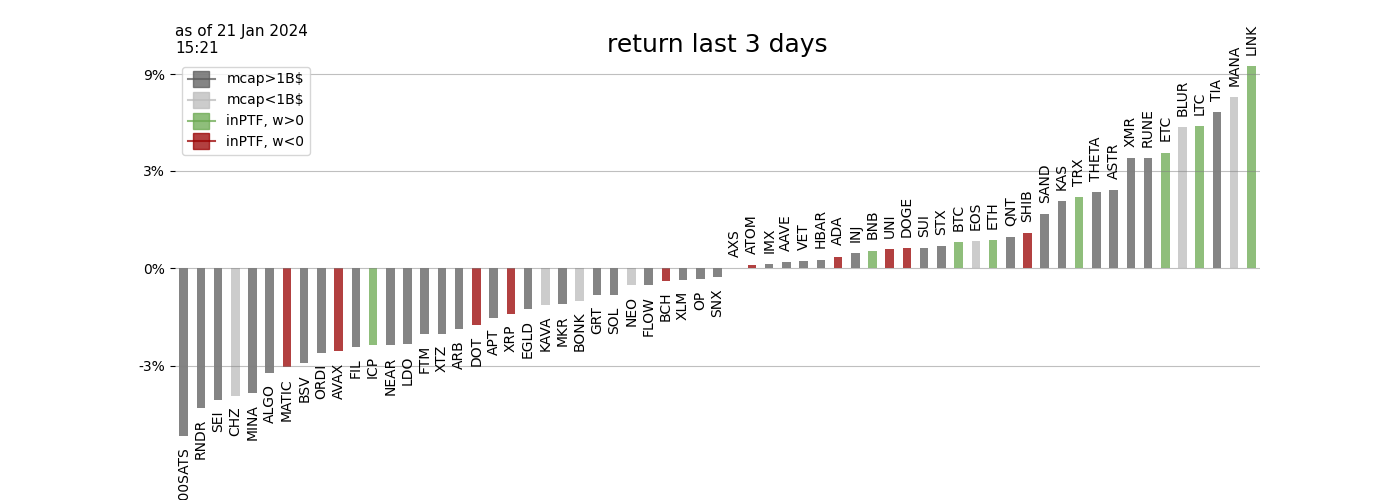 as of 21 Jan 2024
15:21
return last 3 days
mcap>1B$
mcap<1B$
inPTF, w>0
inPTF, w<0
9%
3%
0%
-3%
00SATS
RNDR
SEI
CHZ
MINA
ALGO
MATIC
BSV
ORDI
AVAX
FIL
ICP
NEAR
LDO
FTM
XTZ
ARB
DOT
APT
XRP
EGLD
KAVA
MKR
BONK
GRT
SOL
NEO
FLOW
BCH
XLM
OP
SNX
AXS
ATOM
IMX
AAVE
VET
HBAR
ADA
INJ
BNB
UNI
DOGE
SUI
STX
BTC
EOS
ETH
QNT
SHIB
SAND
KAS
TRX
THETA
ASTR
XMR
RUNE
ETC
BLUR
LTC
TIA
MANA
LINK